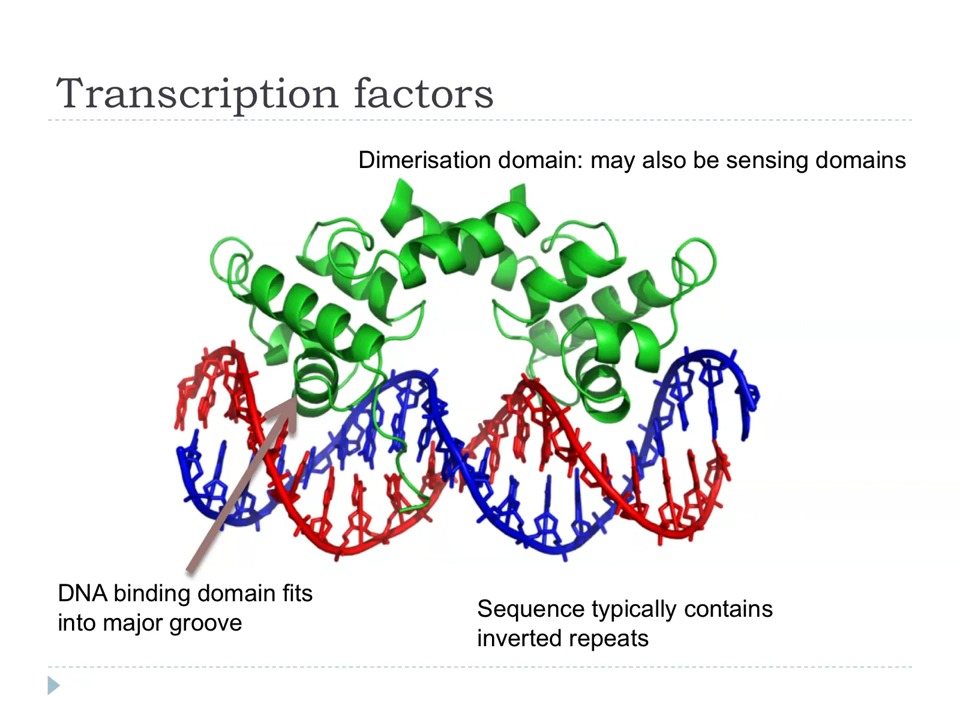 Transcription factors
Dimerisation domain: may also be sensing domains
DNA binding domain fits
into major groove
Sequence typically contains
inverted repeats